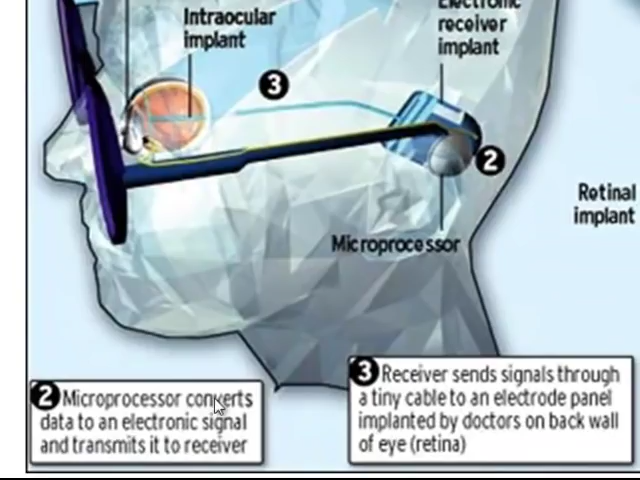 Intraocular
implant
Electronic
receiver
implant
3
2
Retinal
implant
Microprocessor
2 Microprocessor converts
data to an electronic signal
and transmits it to receiver
3 Receiver sends signals through
a tiny cable to an electrode panel
implanted by doctors on back wall
of eye (retina)